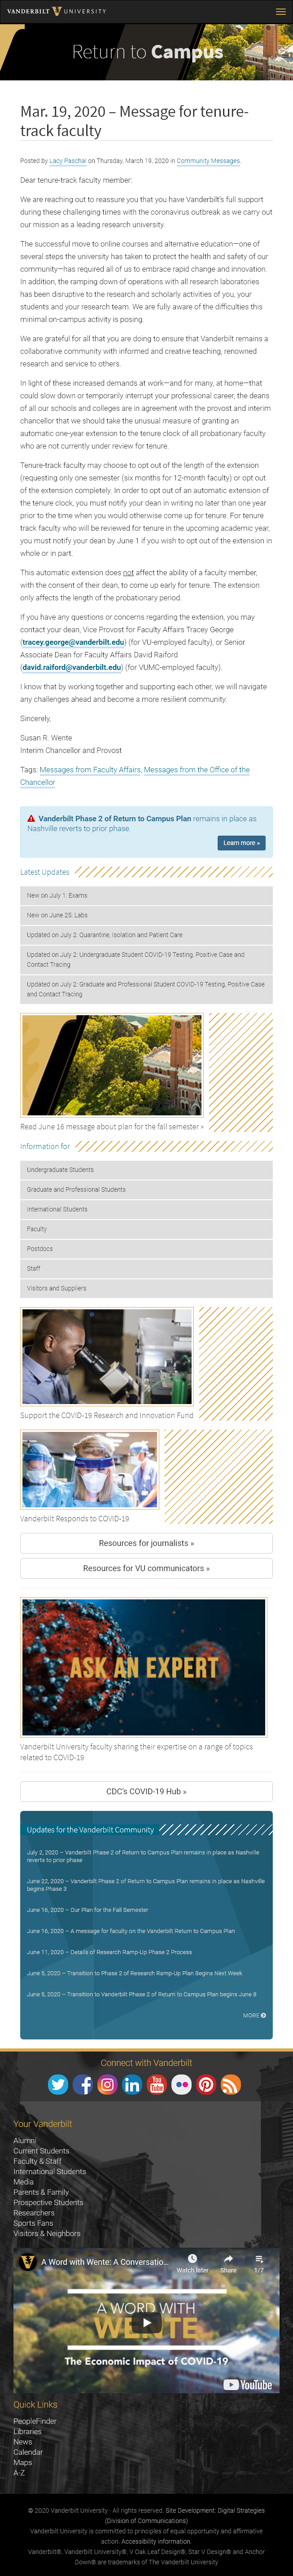 VANDERBILT V UNIVERSITY
Return to Campus
Mar. 19, 2020 – Message for tenure-
track faculty
Posted by Lacy Paschal on Thursday, March 19, 2020 in Community Messages.
Dear tenure-track faculty member:
We are reaching out to reassure you that you have Vanderbilt's full support
during these challenging times with the coronavirus outbreak as we carry out
our mission as a leading research university.
The successful move to online courses and alternative education—one of
several steps the university has taken to protect the health and safety of our
community—has required all of us to embrace and adapt to rapid innovation.
In addition, the ramping down of operations with all research laboratories
has been disruptive to the research and scholarly activities of you, your
students and your research team. We are fully aware of the difficulties this
minimal on-campus activity is posing.
We are grateful for all that you are doing to ensure that Vanderbilt remains a
collaborative community with informed and creative teaching, renowned
research and service to others.
In light of these increased demands at work—and for many, at home—that
could slow down or temporarily interrupt your professional career, the deans
of all our schools and colleges are in agreement with the provost and interim
chancellor that we should take the unusual measure of granting an
automatic one-year extension to the tenure clock of all probationary faculty
who are not currently under review for tenure.
Tenure-track faculty may choose to opt out of the length of the extension
(requesting only one semester (six months for 12-month faculty) or opt out
of the extension completely. In order to opt out of an automatic extension of
the tenure clock, you must notify your dean in writing no later than one year
prior to the time when you would otherwise come up for tenure. For tenure
track faculty who will be reviewed for tenure in the upcoming academic year,
you must notify your dean by June 1 if you wish to opt out of the extension in
whole or in part.
This automatic extension does not affect the ability of a faculty member,
with the consent of their dean, to come up early for tenure. The extension
only affects the length of the probationary period.
If you have any questions or concerns regarding the extension, you may
contact your dean, Vice Provost for Faculty Affairs Tracey George
(tracey.george@vanderbilt.edu) (for VU-employed faculty), or Senior
Associate Dean for Faculty Affairs David Raiford
(david.raiford@vanderbilt.edu) (for VUMC-employed faculty).
I know that by working together and supporting each other, we will navigate
any challenges ahead and become a more resilient community.
Sincerely,
Susan R. Wente
Interim Chancellor and Provost
Tags: Messages from Faculty Affairs, Messages from the Office of the
Chancellor
Vanderbilt Phase 2 of Return to Campus Plan remains in place as
Nashville reverts to prior phase.
Learn more »
Latest Updates
New on July 1: Exams
New on June 25: Labs
Updated on July 2: Quarantine, Isolation and Patient Care
Updated on July 2: Undergraduate Student COVID-19 Testing, Positive Case and
Contact Tracing
Updated on July 2: Graduate and Professional Student COVID-19 Testing, Positive Case
and Contact Tracing
Read June 16 message about plan for the fall semester »
Information for
Undergraduate Students
Graduate and Professional Students
International Students
Faculty
Postdocs
Staff
Visitors and Suppliers
Support the COVID-19 Research and Innovation Fund
Vanderbilt Responds to COVID-19
Resources for journalists »
Resources for VU communicators »
ASK AN EXPERT
Vanderbilt University faculty sharing their expertise on a range of topics
related to COVID-19
CDC's COVID-19 Hub »
Updates for the Vanderbilt Community
July 2, 2020 – Vanderbilt Phase 2 of Return to Campus Plan remains in place as Nashville
reverts to prior phase
June 22, 2020 – Vanderbilt Phase 2 of Return to Campus Plan remains in place as Nashville
begins Phase 3
June 16, 2020 – Our Plan for the Fall Semester
June 16, 2020 – A message for faculty on the Vanderbilt Return to Campus Plan
June 11, 2020 – Details of Research Ramp-Up Phase 2 Process
June 5, 2020 – Transition to Phase 2 of Research Ramp-Up Plan Begins Next Week
June 5, 2020 – Transition to Vanderbilt Phase 2 of Return to Campus Plan begins June 8
MORE
Connect with Vanderbilt
You Tube
Your Vanderbilt
Alumni
Current Students
Faculty & Staff
International Students
Media
Parents & Family
Prospective Students
Researchers
Sports Fans
Visitors & Neighbors
A Word with Wente: A Conversatio...
Watch later
Share
1/7
A WORD WITH
WENTE
The Economic Impact of COVID-19
YouTube
Quick Links
PeopleFinder
Libraries
News
Calendar
Maps
A-Z
© 2020 Vanderbilt University · All rights reserved. Site Development: Digital Strategies
(Division of Communications)
Vanderbilt University is committed to principles of equal opportunity and affirmative
action. Accessibility information.
Vanderbilt®, Vanderbilt University®, V Oak Leaf Design®, Star V Design® and Anchor
Down® are trademarks of The Vanderbilt University